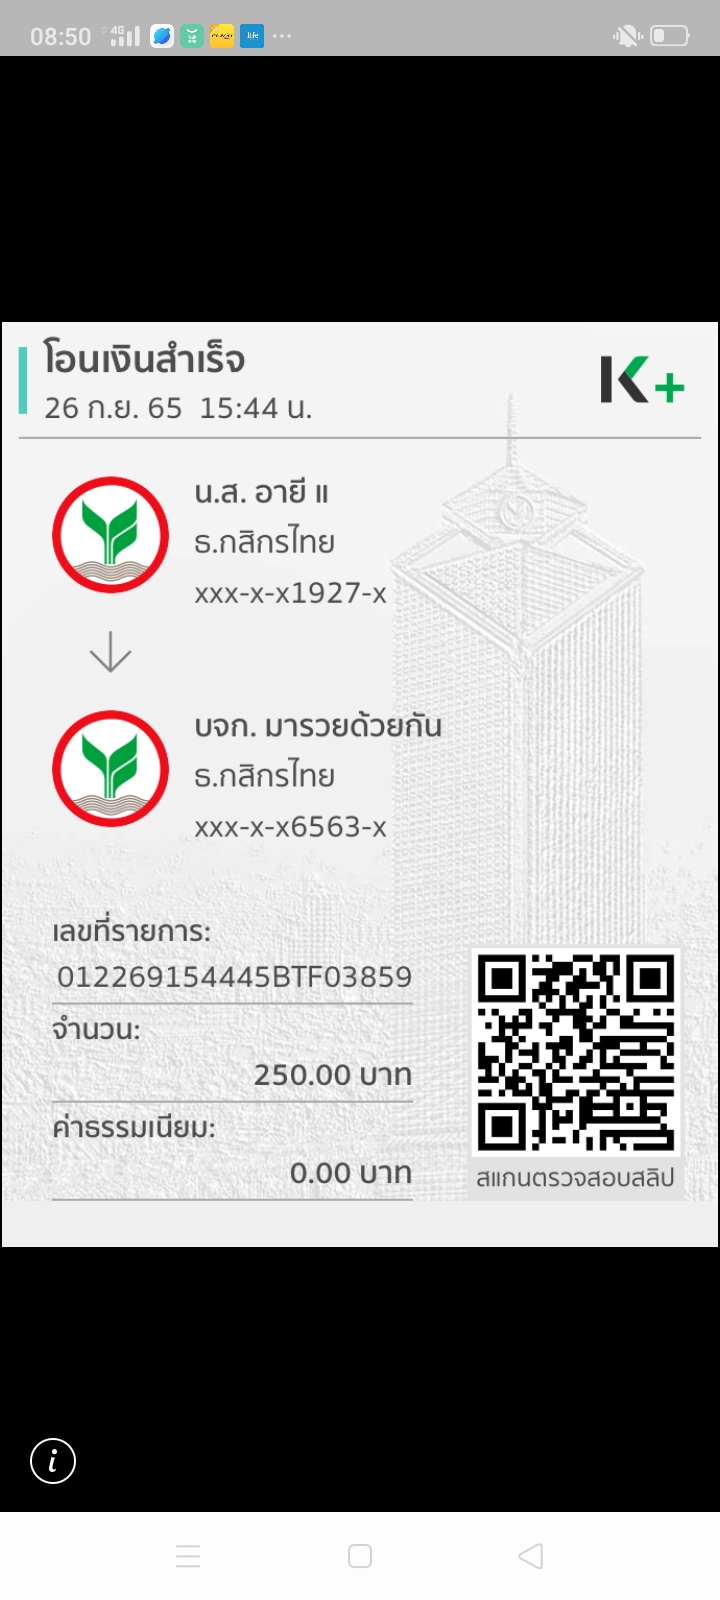 08:50
4G
life
โอนเงินสำเร็จ
26 ก.ย. 65 15:44 น.
K+
น.ส. อายี แ
ธ.กสิกรไทย
xxx-x-x1927-x
บจก. มารวยด้วยกัน
ธ.กสิกรไทย
xxx-x-x6563-x
เลขที่รายการ:
012269154445BTF03859
จำนวน:
250.00 บาท
ค่าธรรมเนียม:
0.00 บาท
สแกนตรวจสอบสลิป
i